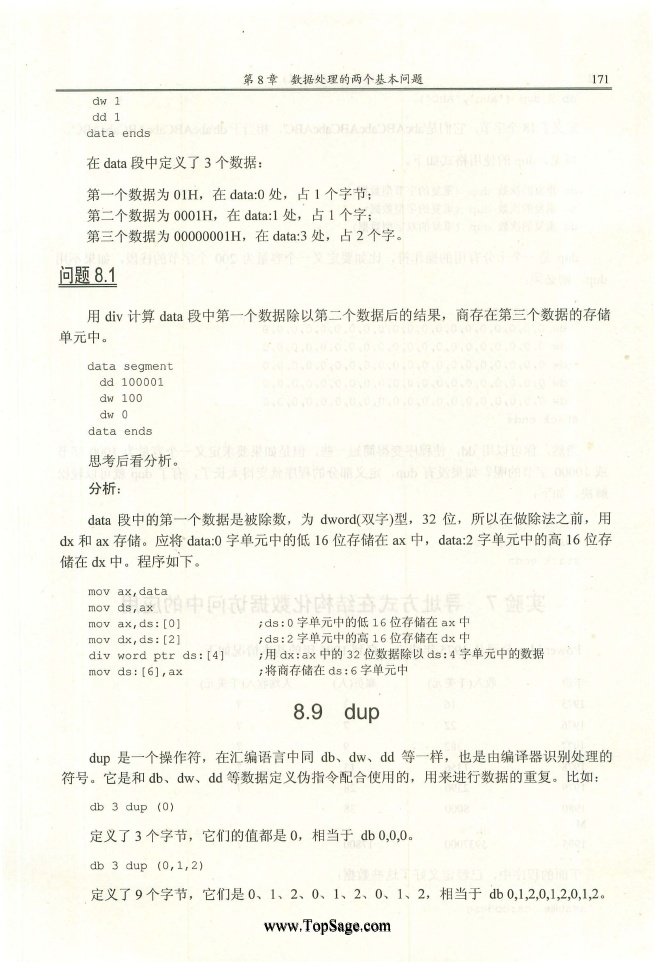 第 8 章 数据处理的两个基本问题 171
dw 1
dd 1
data ends
在 data 段中定义了 3 个数据：
第一个数据为 01H，在 data:0 处，占 1 个字节；
第二个数据为 0001H，在 data:1 处，占 1 个字；
第三个数据为 00000001H，在 data:3 处，占 2 个字。
问题 8.1
用 div 计算 data 段中第一个数据除以第二个数据后的结果，商存在第三个数据的存储
单元中。
data segment
dd 100001
dw 100
dw 0
data ends
思考后看分析。
分析：
data 段中的第一个数据是被除数，为 dword(双字)型，32 位，所以在做除法之前，用
dx 和 ax 存储。应将 data:0 字单元中的低 16 位存储在 ax 中，data:2 字单元中的高 16 位存
储在 dx 中。程序如下。
mov ax,data
mov ds,ax
mov ax,ds:[0] ;ds:0 字单元中的低 16 位存储在 ax 中
mov dx,ds:[2] ;ds:2 字单元中的高 16 位存储在 dx 中
div word ptr ds:[4] ;用 dx:ax 中的 32 位数据除以 ds:4 字单元中的数据
mov ds:[6],ax ;将商存储在 ds:6 字单元中
8.9 dup
dup 是一个操作符，在汇编语言中同 db、dw、dd 等一样，也是由编译器识别处理的
符号。它是和 db、dw、dd 等数据定义伪指令配合使用的，用来进行数据的重复。比如：
db 3 dup (0)
定义了 3 个字节，它们的值都是 0，相当于 db 0,0,0。
db 3 dup (0,1,2)
定义了 9 个字节，它们是 0、1、2、0、1、2、0、1、2，相当于 db 0,1,2,0,1,2,0,1,2。
www.TopSage.com